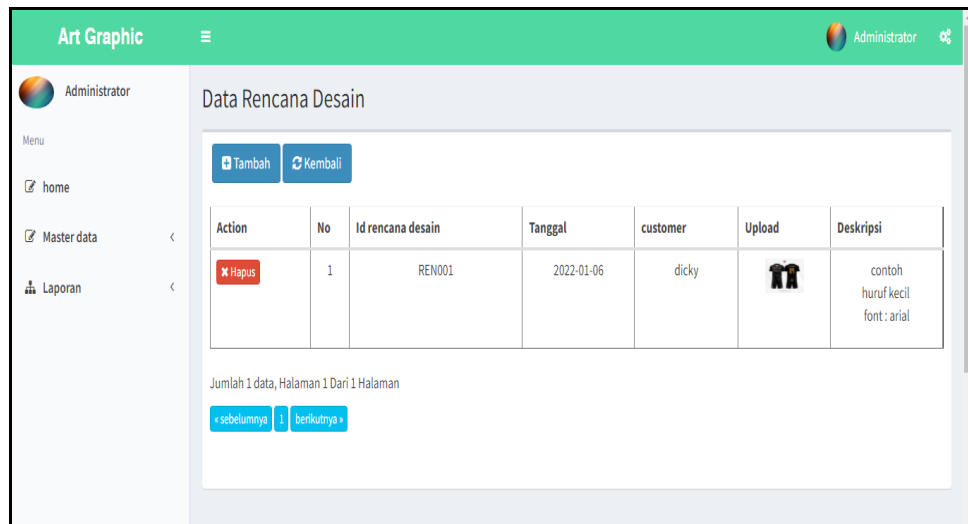 Art Graphic
Administrator
Administrator
Menu
home
Master data
Laporan
Data Rencana Desain
Tambah Kembali
Action No Id rencana desain Tanggal customer Upload Deskripsi
Hapus 1 REN001 2022-01-06 dicky contoh
huruf kecil
font : arial
Jumlah 1 data, Halaman 1 Dari 1 Halaman
« sebelumnya 1 berikutnya »